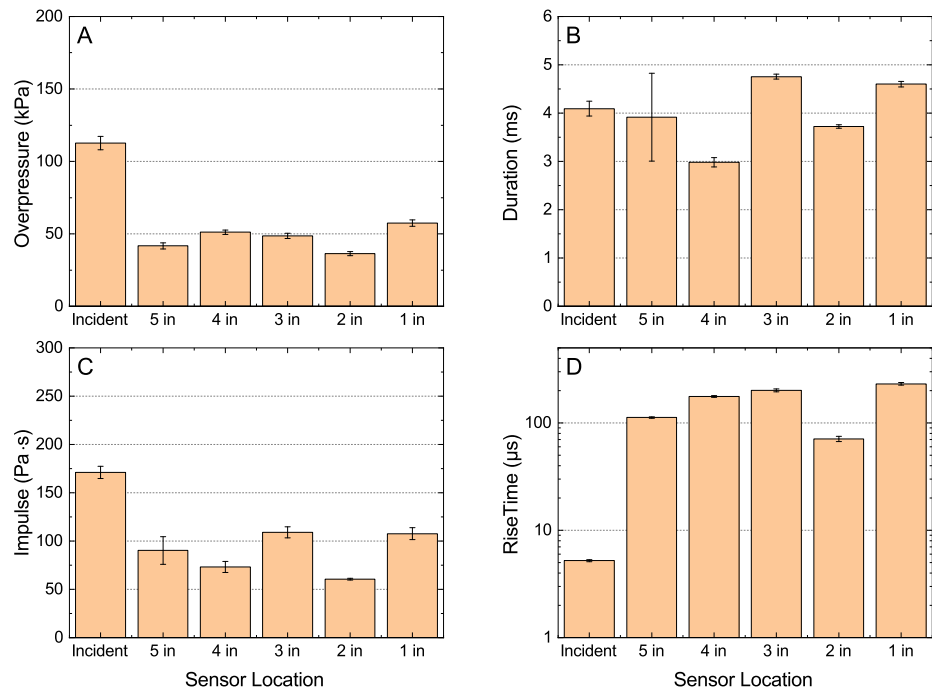 A
Overpressure (kPa)
200
150
100
50
0
Incident 5 in 4 in 3 in 2 in 1 in
B
Duration (ms)
6
5
4
3
2
1
0
Incident 5 in 4 in 3 in 2 in 1 in
C
Impulse (Pa·s)
300
250
200
150
100
50
0
Incident 5 in 4 in 3 in 2 in 1 in
Sensor Location
D
RiseTime (µs)
100
10
1
Incident 5 in 4 in 3 in 2 in 1 in
Sensor Location